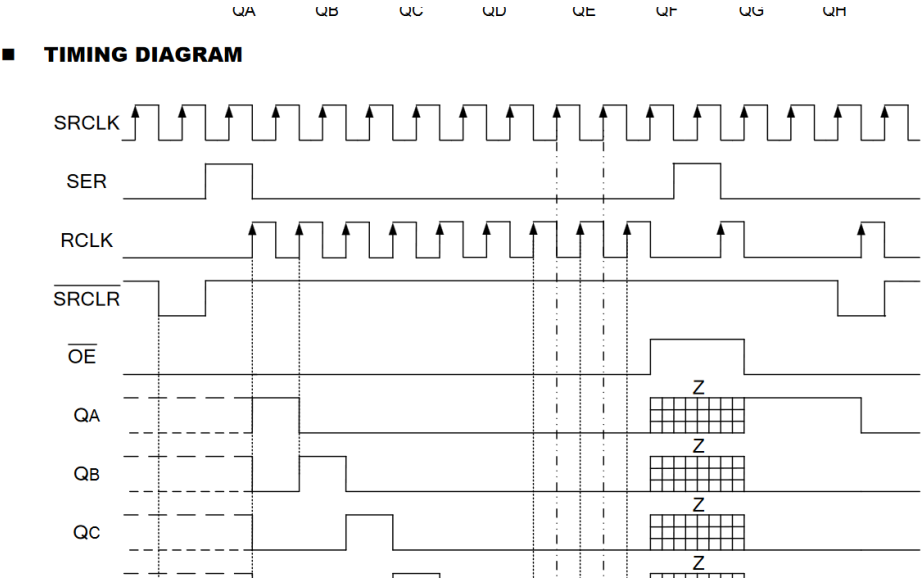 QA QB QC QD QE QF QG QH
■ TIMING DIAGRAM
SRCLK
SER
RCLK
SRCLR
OE
Z
QA
Z
QB
Z
QC
Z